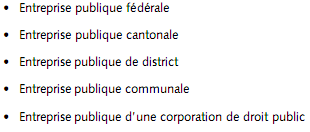 • Entreprise publique fédérale
• Entreprise publique cantonale
• Entreprise publique de district
• Entreprise publique communale
• Entreprise publique d'une corporation de droit public